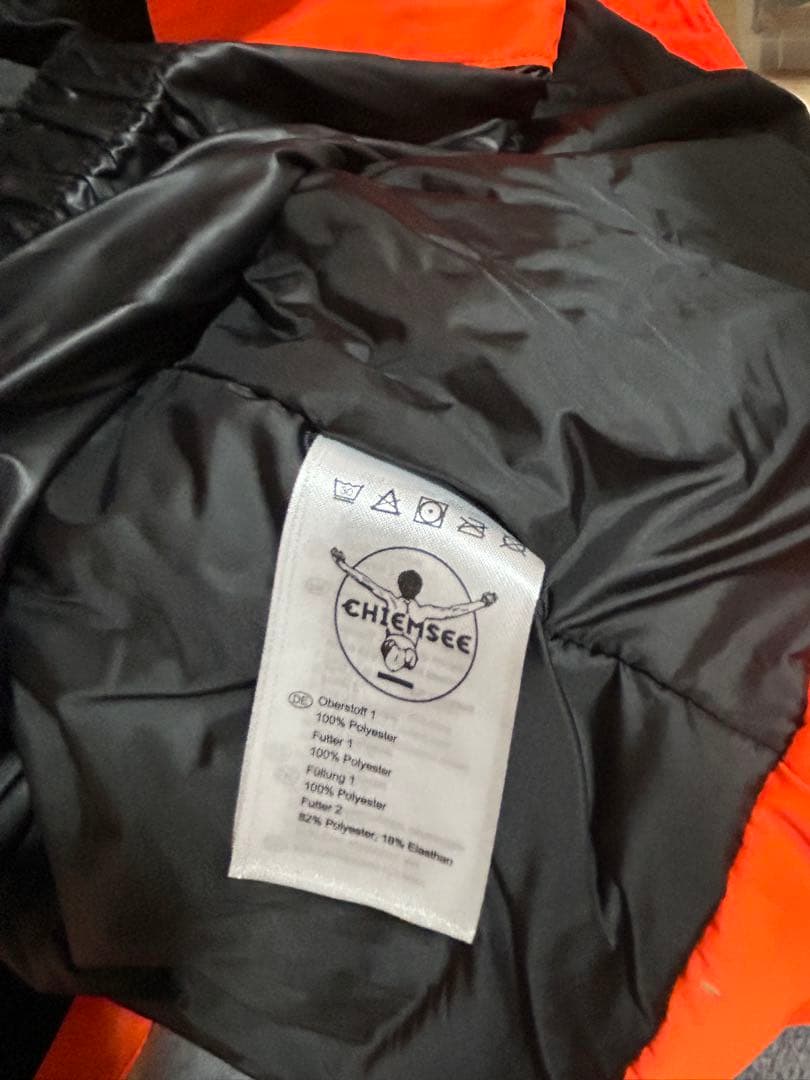 30
CHIEMSEE
DE Oberstoff 1
100% Polyester
Futter 1
100% Polyester
Füllung 1
100% Polyester
Futter 2
82% Polyester, 18% Elasthan